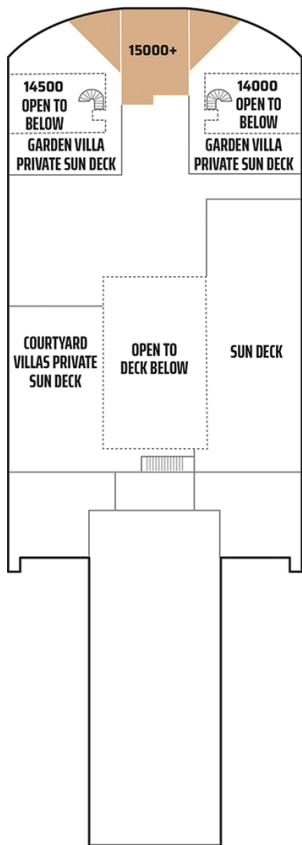 15000+
14500
OPEN TO
BELOW
GARDEN VILLA
PRIVATE SUN DECK
14000
OPEN TO
BELOW
GARDEN VILLA
PRIVATE SUN DECK
COURTYARD
VILLAS PRIVATE
SUN DECK
OPEN TO
DECK BELOW
SUN DECK